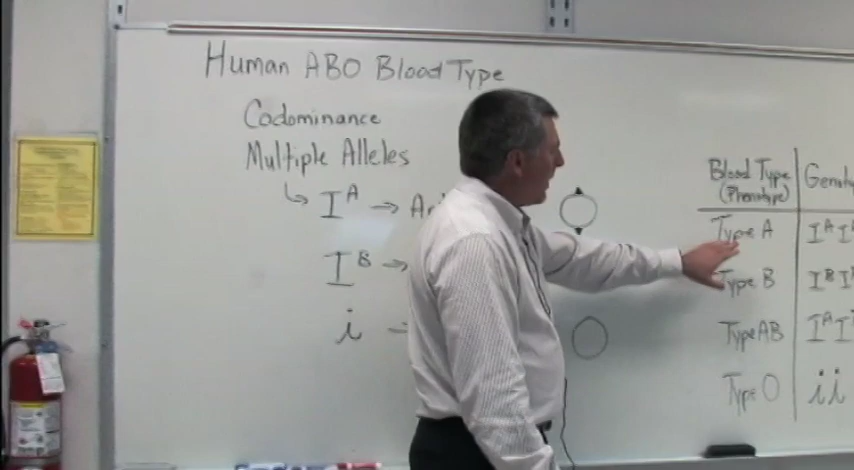 Human ABO Blood Type
Codominance
Multiple Alleles
↳ I^A →
I^B →
i
Blood Type
(Phenotype)
Type A I^A I
Type B I^B I
Type AB I^A I
Type O ii